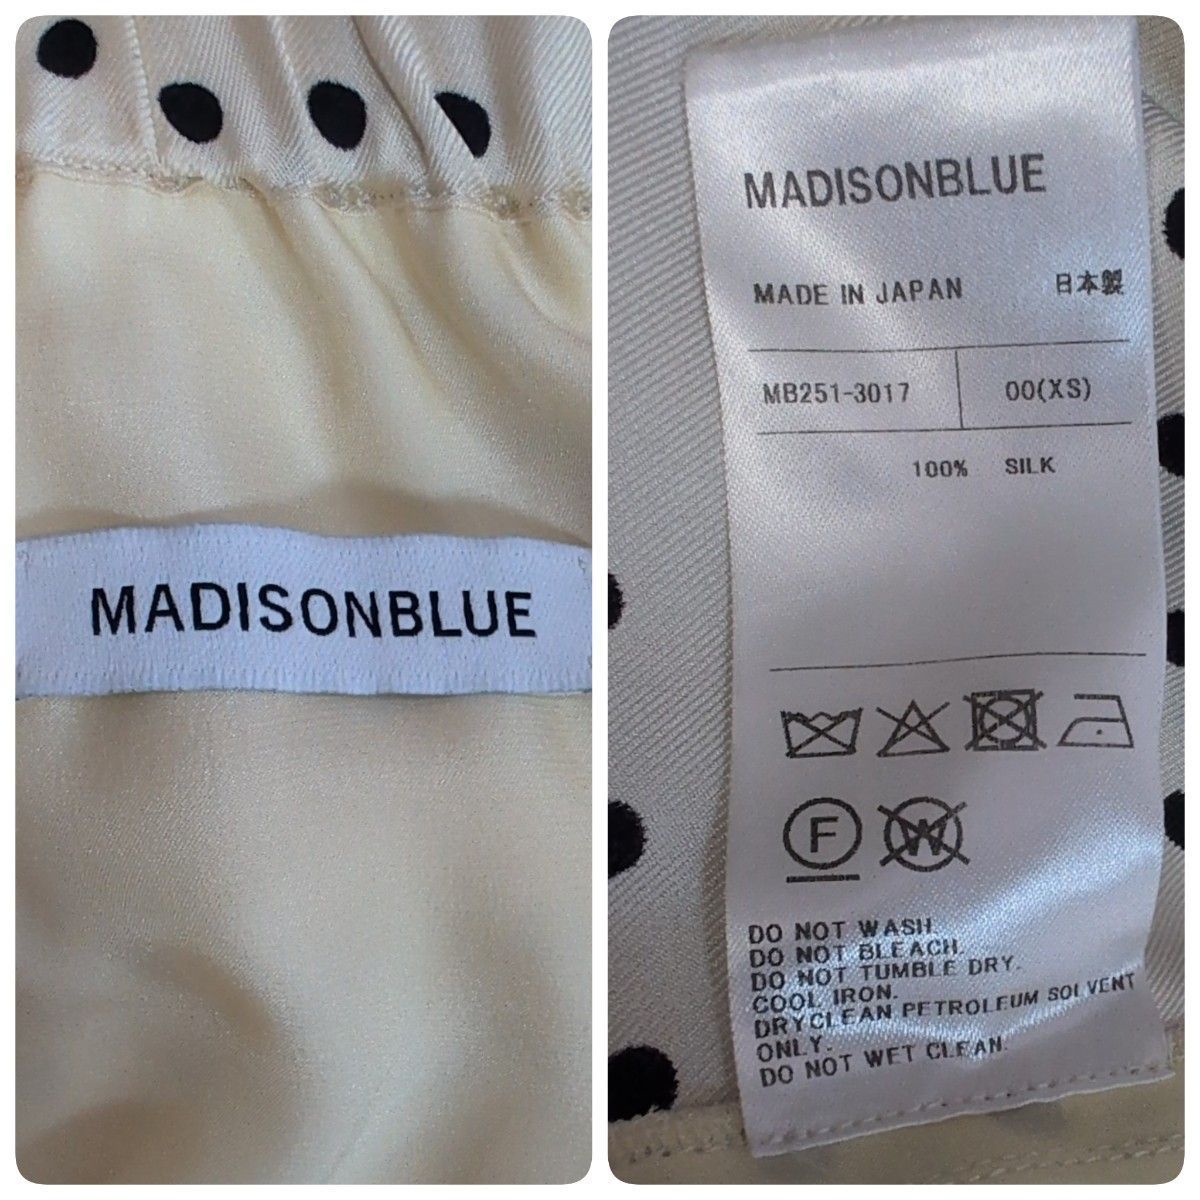 MADISONBLUE
MADISONBLUE
MADE IN JAPAN 日本製
MB251-3017 00(XS)
100% SILK
F W
DO NOT WASH.
DO NOT BLEACH.
DO NOT TUMBLE DRY.
COOL IRON.
DRYCLEAN PETROLEUM SOLVENT
ONLY.
DO NOT WET CLEAN.